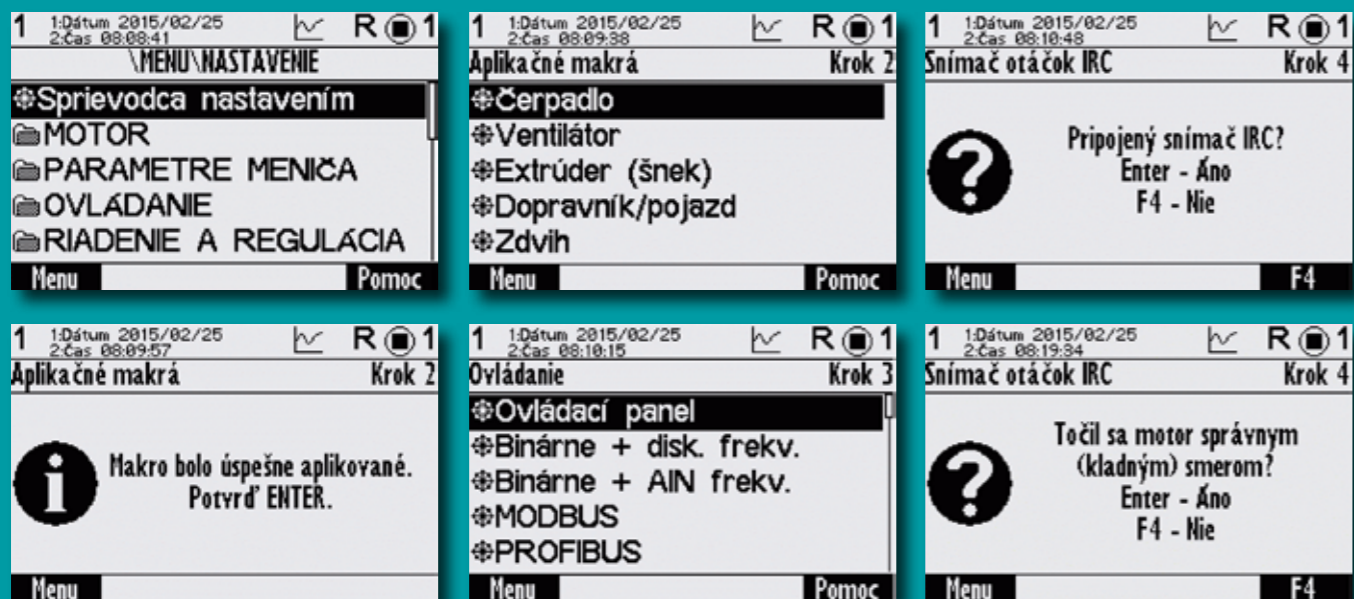 1 1:Dátum 2015/02/25 R 1
2:Čas 08:08:41
\MENU\NASTAVENIE
Sprievodca nastavením
MOTOR
PARAMETRE MENIČA
OVLÁDANIE
RIADENIE A REGULÁCIA
Menu Pomoc
1 1:Dátum 2015/02/25 R 1
2:Čas 08:09:38
Aplikačné makrá Krok 2
Čerpadlo
Ventilátor
Extrúder (šnek)
Dopravník/pojazd
Zdvih
Menu Pomoc
1 1:Dátum 2015/02/25 R 1
2:Čas 08:10:48
Snímač otáčok IRC Krok 4
Pripojený snímač IRC?
Enter - Áno
F4 - Nie
Menu F4
1 1:Dátum 2015/02/25 R 1
2:Čas 08:09:57
Aplikačné makrá Krok 2
Makro bolo úspešne aplikované.
Potvrď ENTER.
Menu
1 1:Dátum 2015/02/25 R 1
2:Čas 08:10:15
Ovládanie Krok 3
Ovládací panel
Binárne + disk. frekv.
Binárne + AIN frekv.
MODBUS
PROFIBUS
Menu Pomoc
1 1:Dátum 2015/02/25 R 1
2:Čas 08:19:34
Snímač otáčok IRC Krok 4
Točil sa motor správnym
(kladným) smerom?
Enter - Áno
F4 - Nie
Menu F4